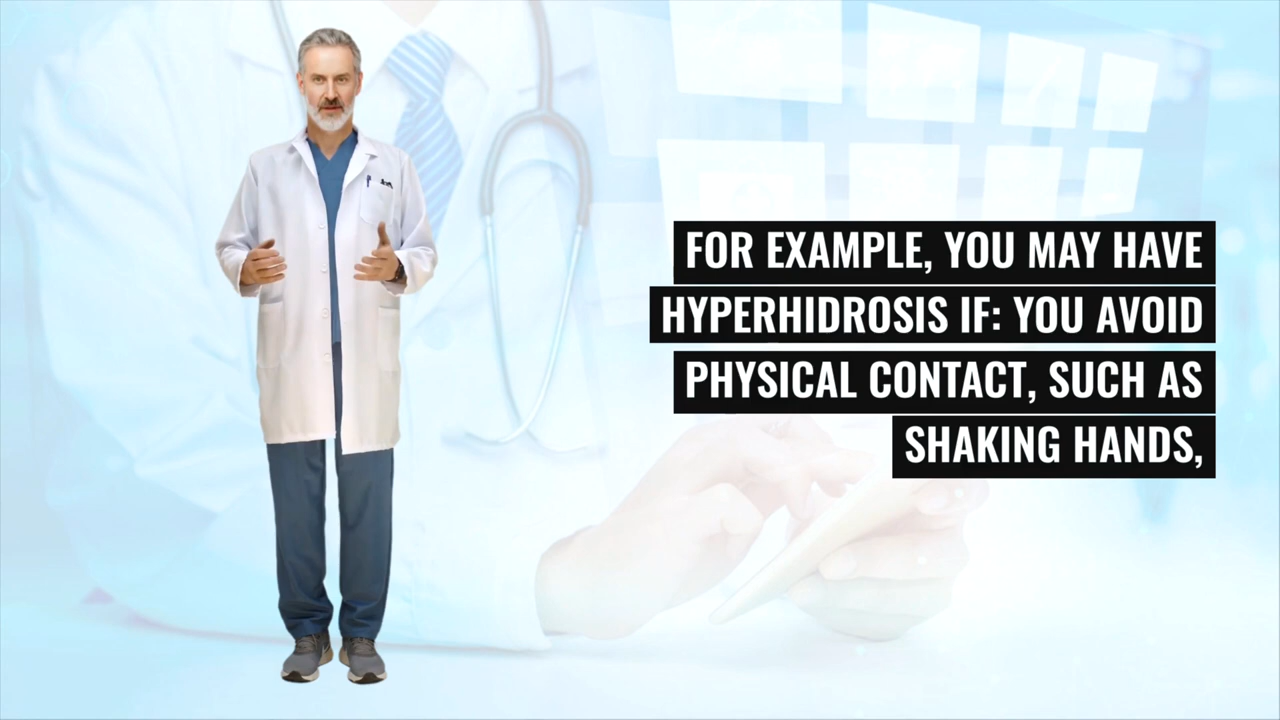 FOR EXAMPLE, YOU MAY HAVE
HYPERHIDROSIS IF: YOU AVOID
PHYSICAL CONTACT, SUCH AS
SHAKING HANDS,